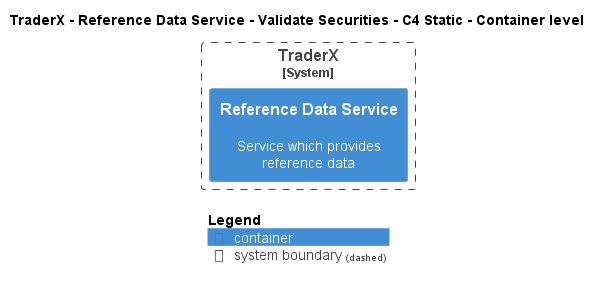 TraderX - Reference Data Service - Validate Securities - C4 Static - Container level
TraderX
[System]
Reference Data Service
Service which provides
reference data
Legend
container
system boundary (dashed)